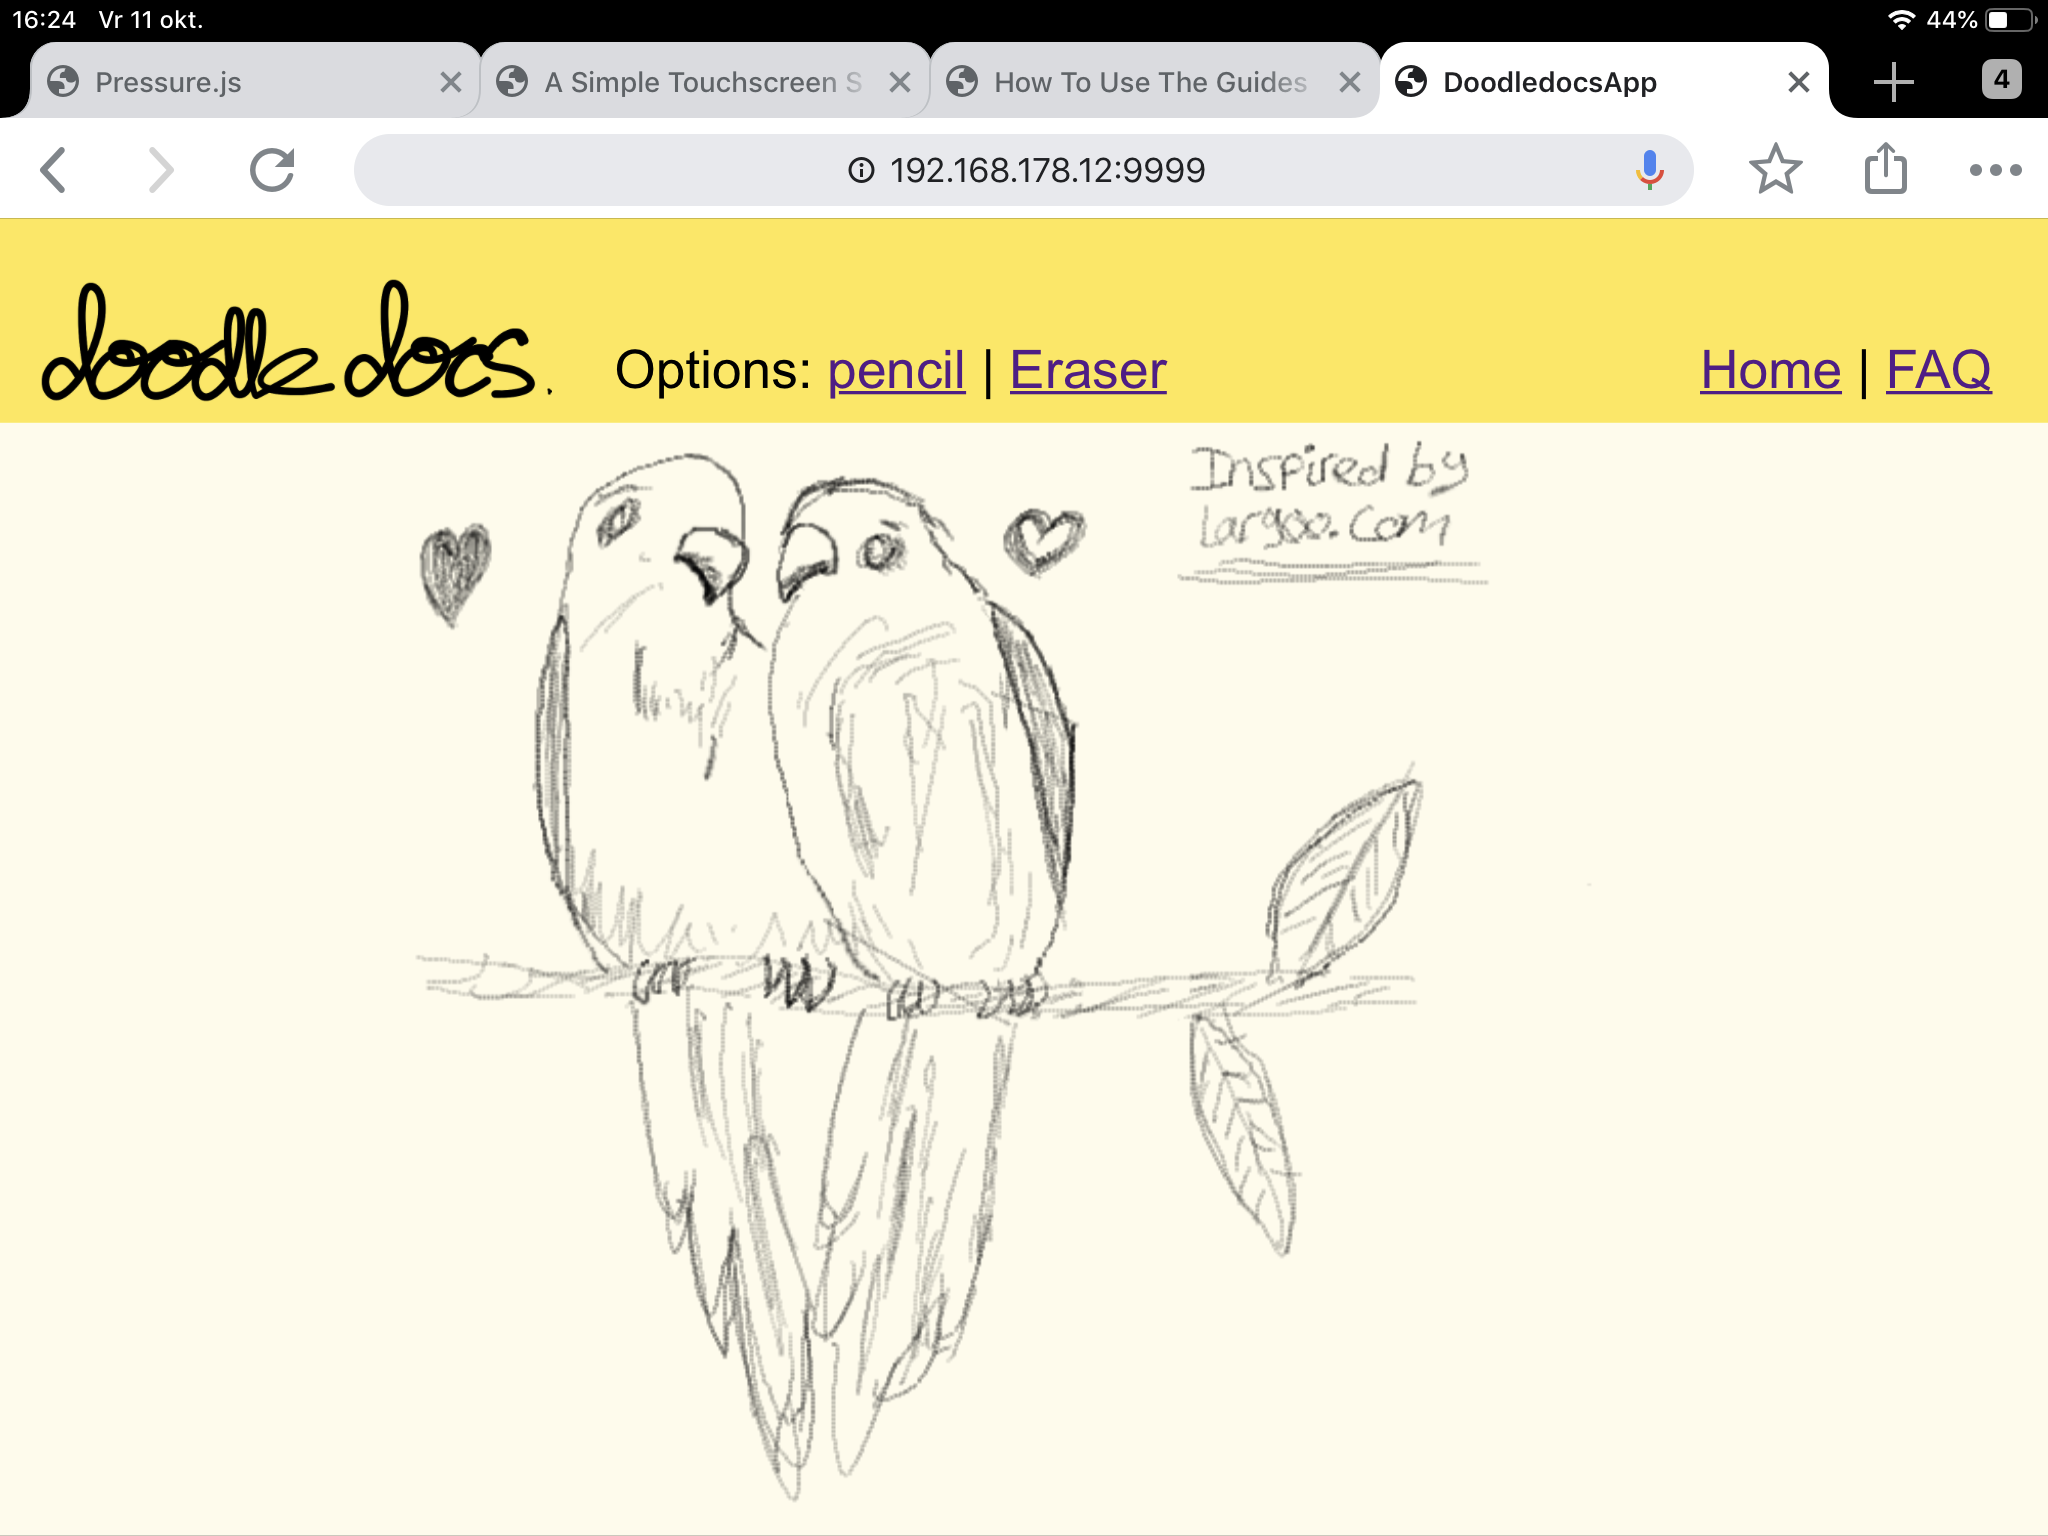 16:24 Vr 11 okt. 44%
Pressure.js A Simple Touchscreen S How To Use The Guides DoodledocsApp 4
192.168.178.12:9999
doodle docs. Options: pencil | Eraser Home | FAQ
Inspired by
largoo.com